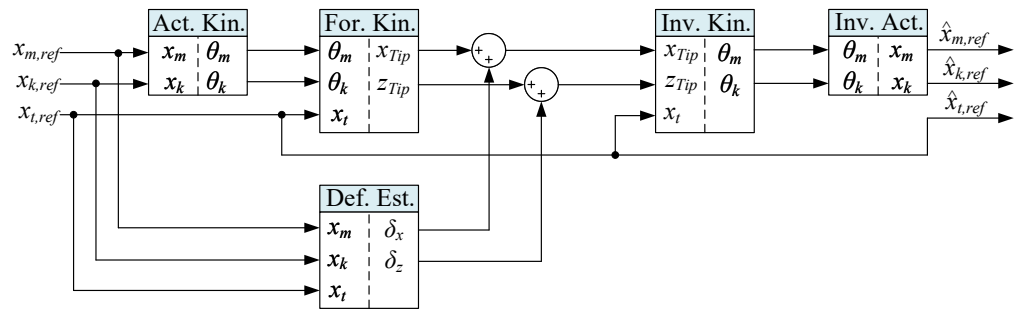 Act. Kin. For. Kin. Inv. Kin. Inv. Act.
x_{m,ref} x_m θ_m θ_m x_{Tip} + + x_{Tip} θ_m θ_m x_m x̂_{m,ref}
x_{k,ref} x_k θ_k θ_k z_{Tip} + + z_{Tip} θ_k θ_k x_k x̂_{k,ref}
x_{t,ref} x_t x_t x̂_{t,ref}
Def. Est.
x_m δ_x
x_k δ_z
x_t